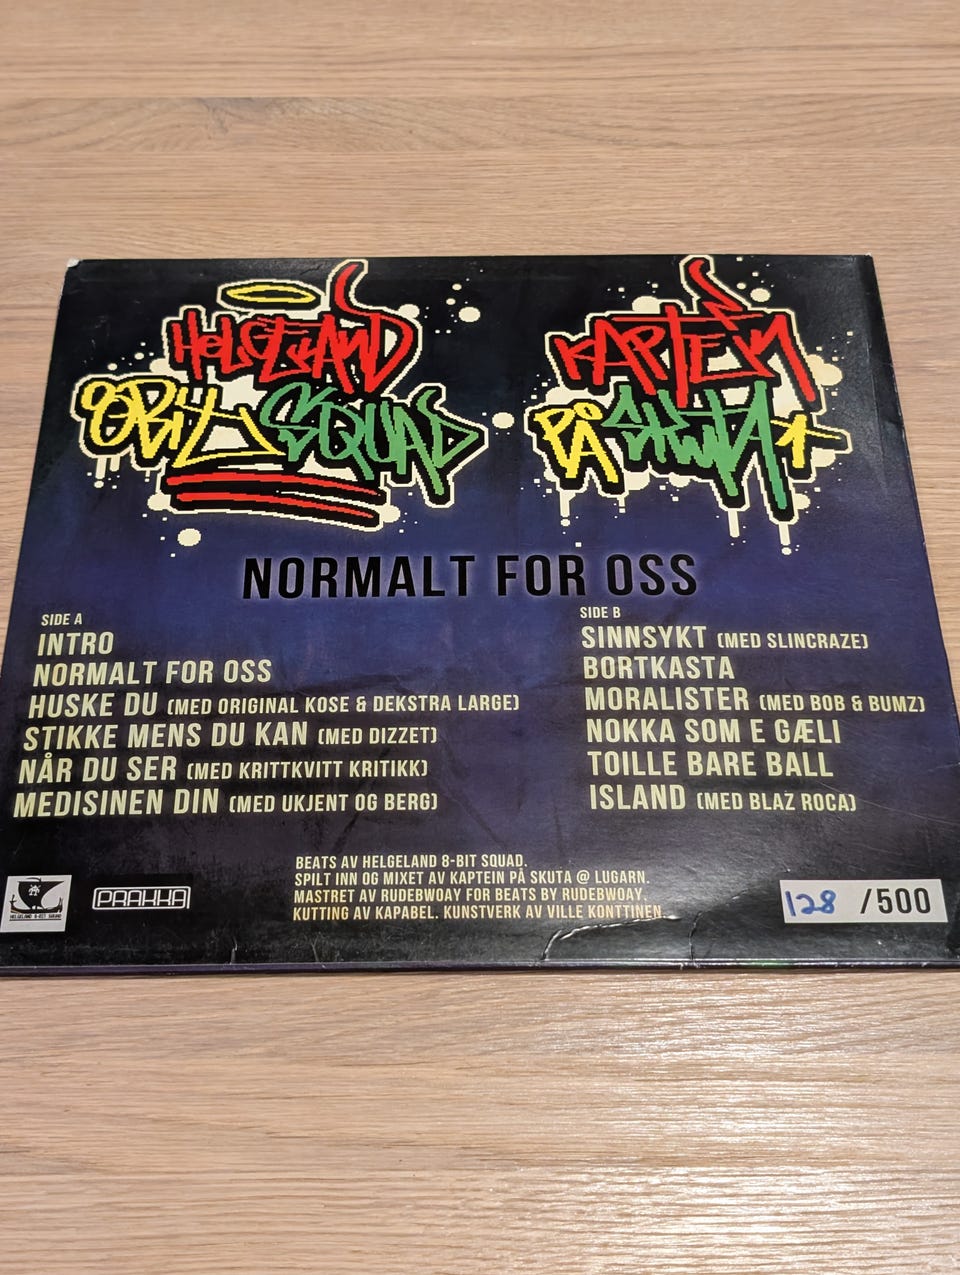 HELGELAND
8BIT SQUAD
KAPTEIN
PÅ SKUTA
NORMALT FOR OSS
SIDE A
INTRO
NORMALT FOR OSS
HUSKE DU (MED ORIGINAL KOSE & DEKSTRA LARGE)
STIKKE MENS DU KAN (MED DIZZET)
NÅR DU SER (MED KRITTKVITT KRITIKK)
MEDISINEN DIN (MED UKJENT OG BERG)
SIDE B
SINNSYKT (MED SLINCRAZE)
BORTKASTA
MORALISTER (MED BOB & BUMZ)
NOKKA SOM E GÆLI
TOILLE BARE BALL
ISLAND (MED BLAZ ROCA)
BEATS AV HELGELAND 8-BIT SQUAD.
SPILT INN OG MIXET AV KAPTEIN PÅ SKUTA @ LUGARN.
MASTRET AV RUDEBWOAY FOR BEATS BY RUDEBWOAY.
KUTTING AV KAPABEL. KUNSTVERK AV VILLE KONTTINEN.
HELGELAND 8-BIT SQUAD
PRAKKA
128 /500